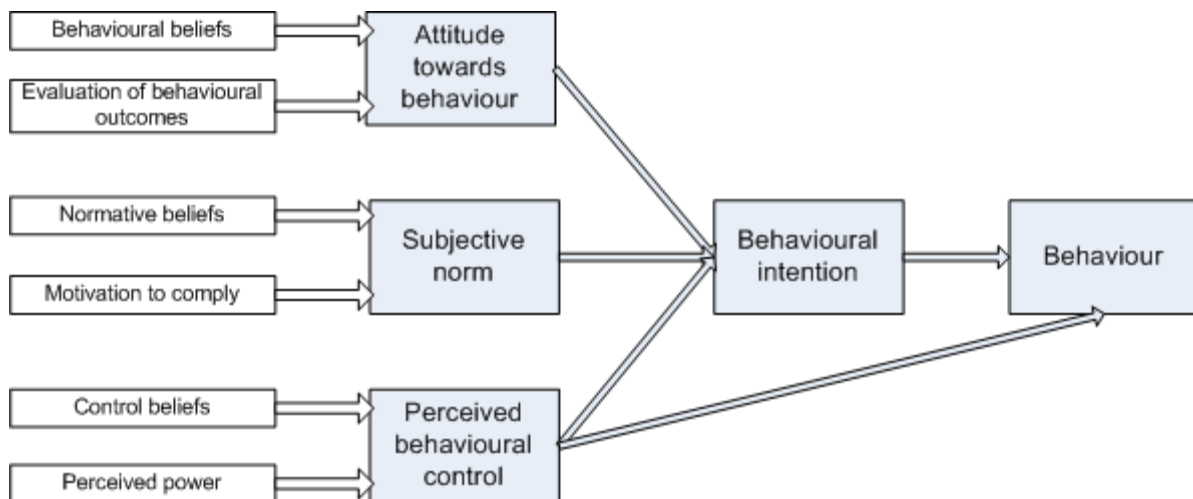 Behavioural beliefs
Evaluation of behavioural
outcomes
Attitude
towards
behaviour
Normative beliefs
Motivation to comply
Subjective
norm
Behavioural
intention
Behaviour
Control beliefs
Perceived power
Perceived
behavioural
control